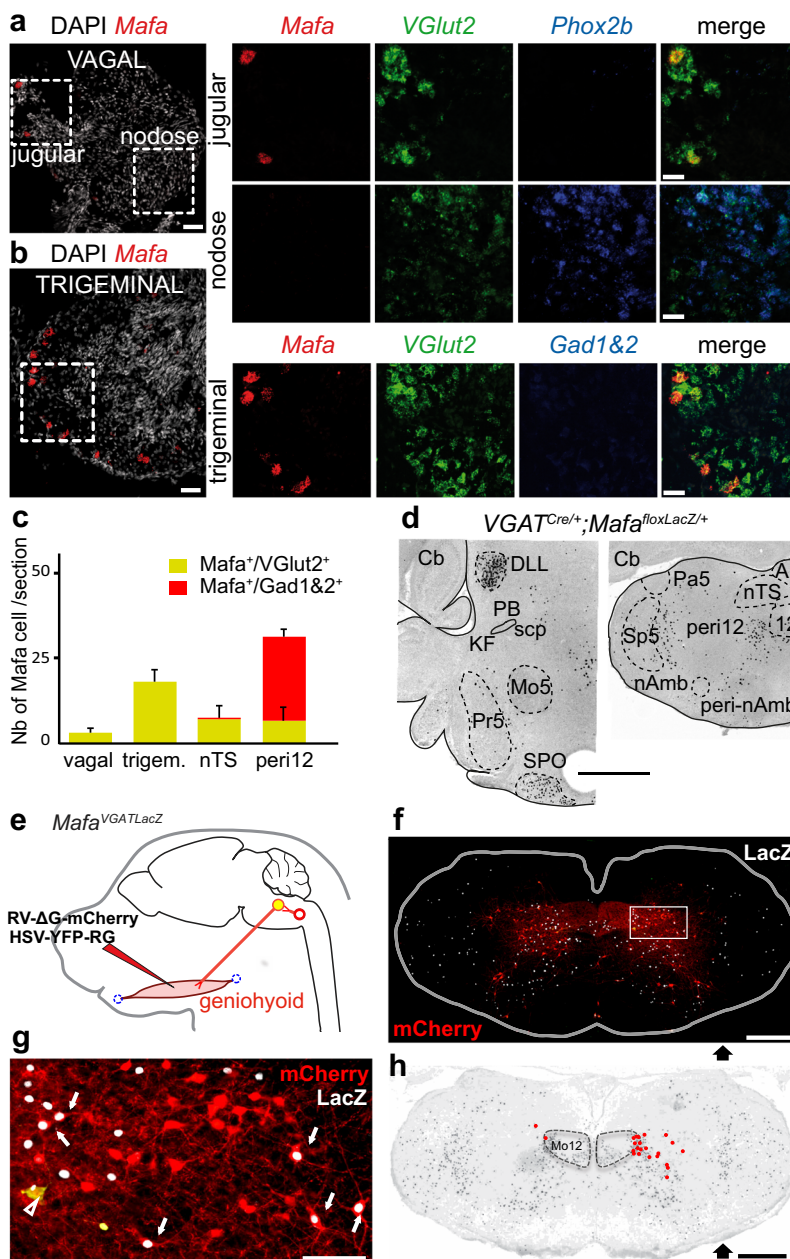 a DAPI Mafa Mafa VGlut2 Phox2b merge
VAGAL
jugular
nodose
jugular
nodose
b DAPI Mafa
TRIGEMINAL
Mafa VGlut2 Gad1&2 merge
trigeminal
c
Nb of Mafa cell /section
50
25
0
Mafa+/VGlut2+
Mafa+/Gad1&2+
vagal trigem. nTS peri12
d VGATCre/+;MafafloxLacZ/+
Cb
DLL
PB
scp
KF
Mo5
Pr5
SPO
Cb
Pa5
A
nTS
12
Sp5
peri12
nAmb
peri-nAmb
e MafaVGATLacZ
RV-ΔG-mCherry
HSV-YFP-RG
geniohyoid
f
LacZ
mCherry
g
mCherry
LacZ
h
Mo12